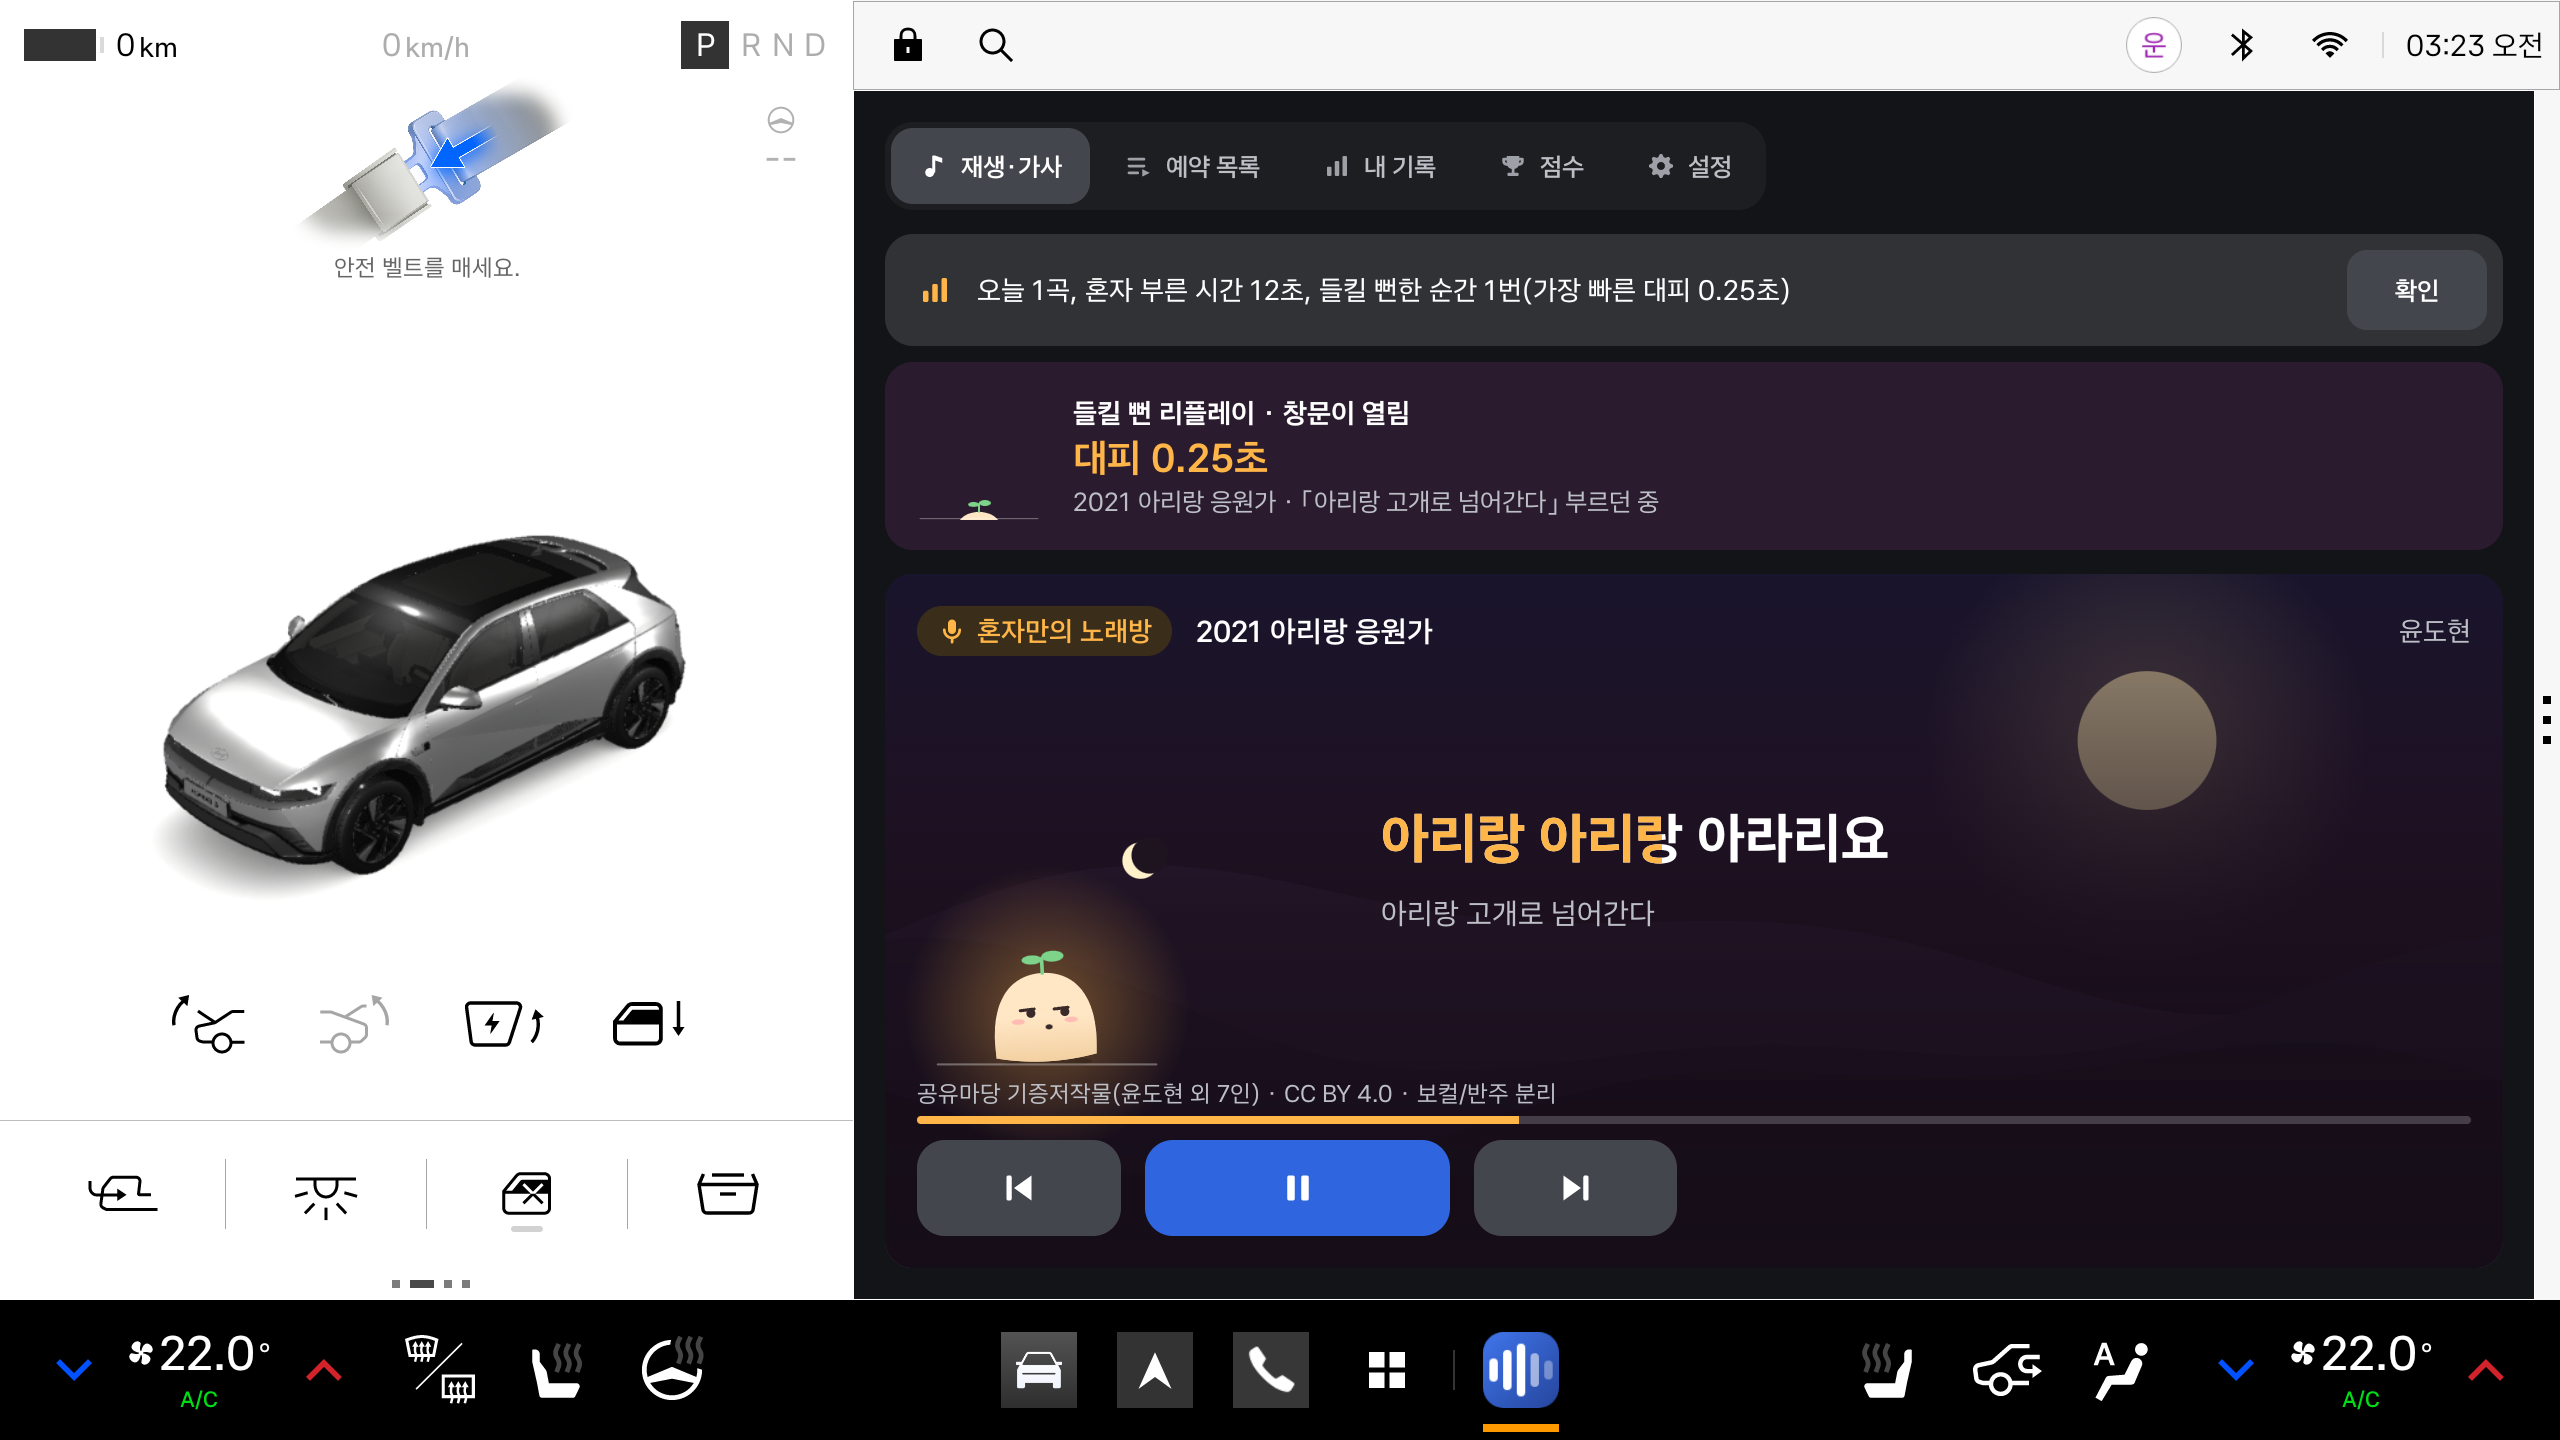 0 km
0 km/h
P R N D
운
03:23 오전
안전 벨트를 매세요.
재생·가사
예약 목록
내 기록
점수
설정
오늘 1곡, 혼자 부른 시간 12초, 들킬 뻔한 순간 1번(가장 빠른 대피 0.25초)
확인
들킬 뻔 리플레이 · 창문이 열림
대피 0.25초
2021 아리랑 응원가 · 「아리랑 고개로 넘어간다」 부르던 중
혼자만의 노래방
2021 아리랑 응원가
윤도현
아리랑 아리랑 아라리요
아리랑 고개로 넘어간다
공유마당 기증저작물(윤도현 외 7인) · CC BY 4.0 · 보컬/반주 분리
22.0°
A/C
A
22.0°
A/C